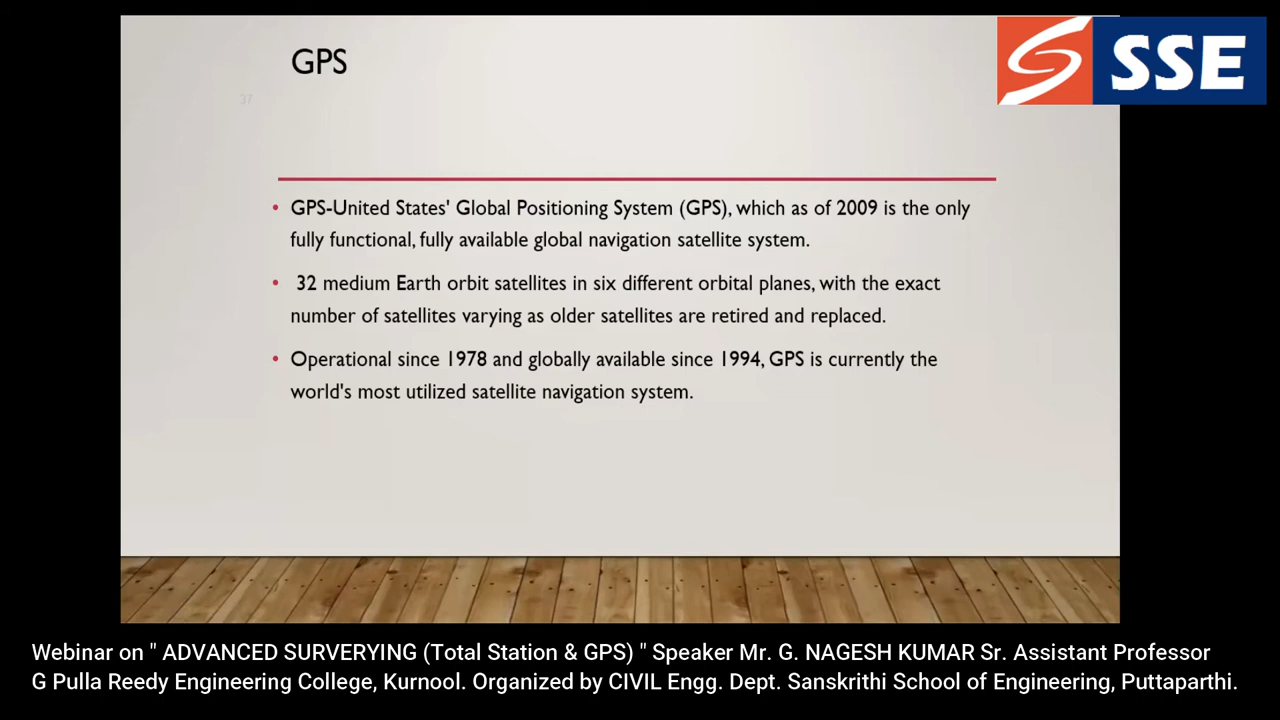 GPS
37
SSE
• GPS-United States' Global Positioning System (GPS), which as of 2009 is the only
fully functional, fully available global navigation satellite system.
• 32 medium Earth orbit satellites in six different orbital planes, with the exact
number of satellites varying as older satellites are retired and replaced.
• Operational since 1978 and globally available since 1994, GPS is currently the
world's most utilized satellite navigation system.
Webinar on " ADVANCED SURVERYING (Total Station & GPS) " Speaker Mr. G. NAGESH KUMAR Sr. Assistant Professor
G Pulla Reedy Engineering College, Kurnool. Organized by CIVIL Engg. Dept. Sanskrithi School of Engineering, Puttaparthi.